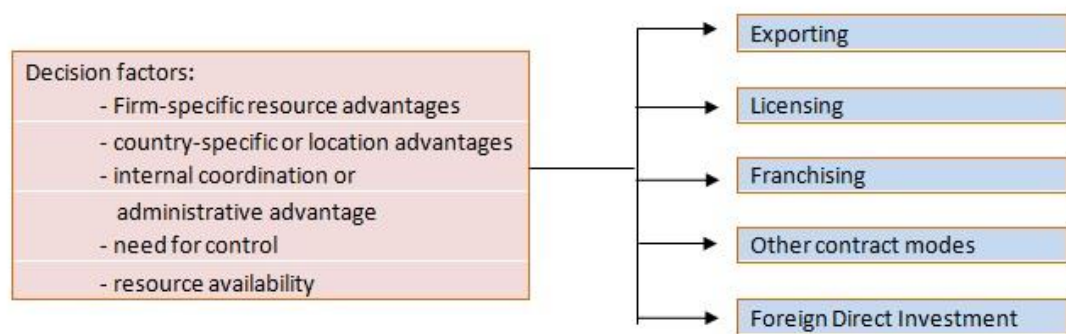 Decision factors:
- Firm-specific resource advantages
- country-specific or location advantages
- internal coordination or
administrative advantage
- need for control
- resource availability
Exporting
Licensing
Franchising
Other contract modes
Foreign Direct Investment